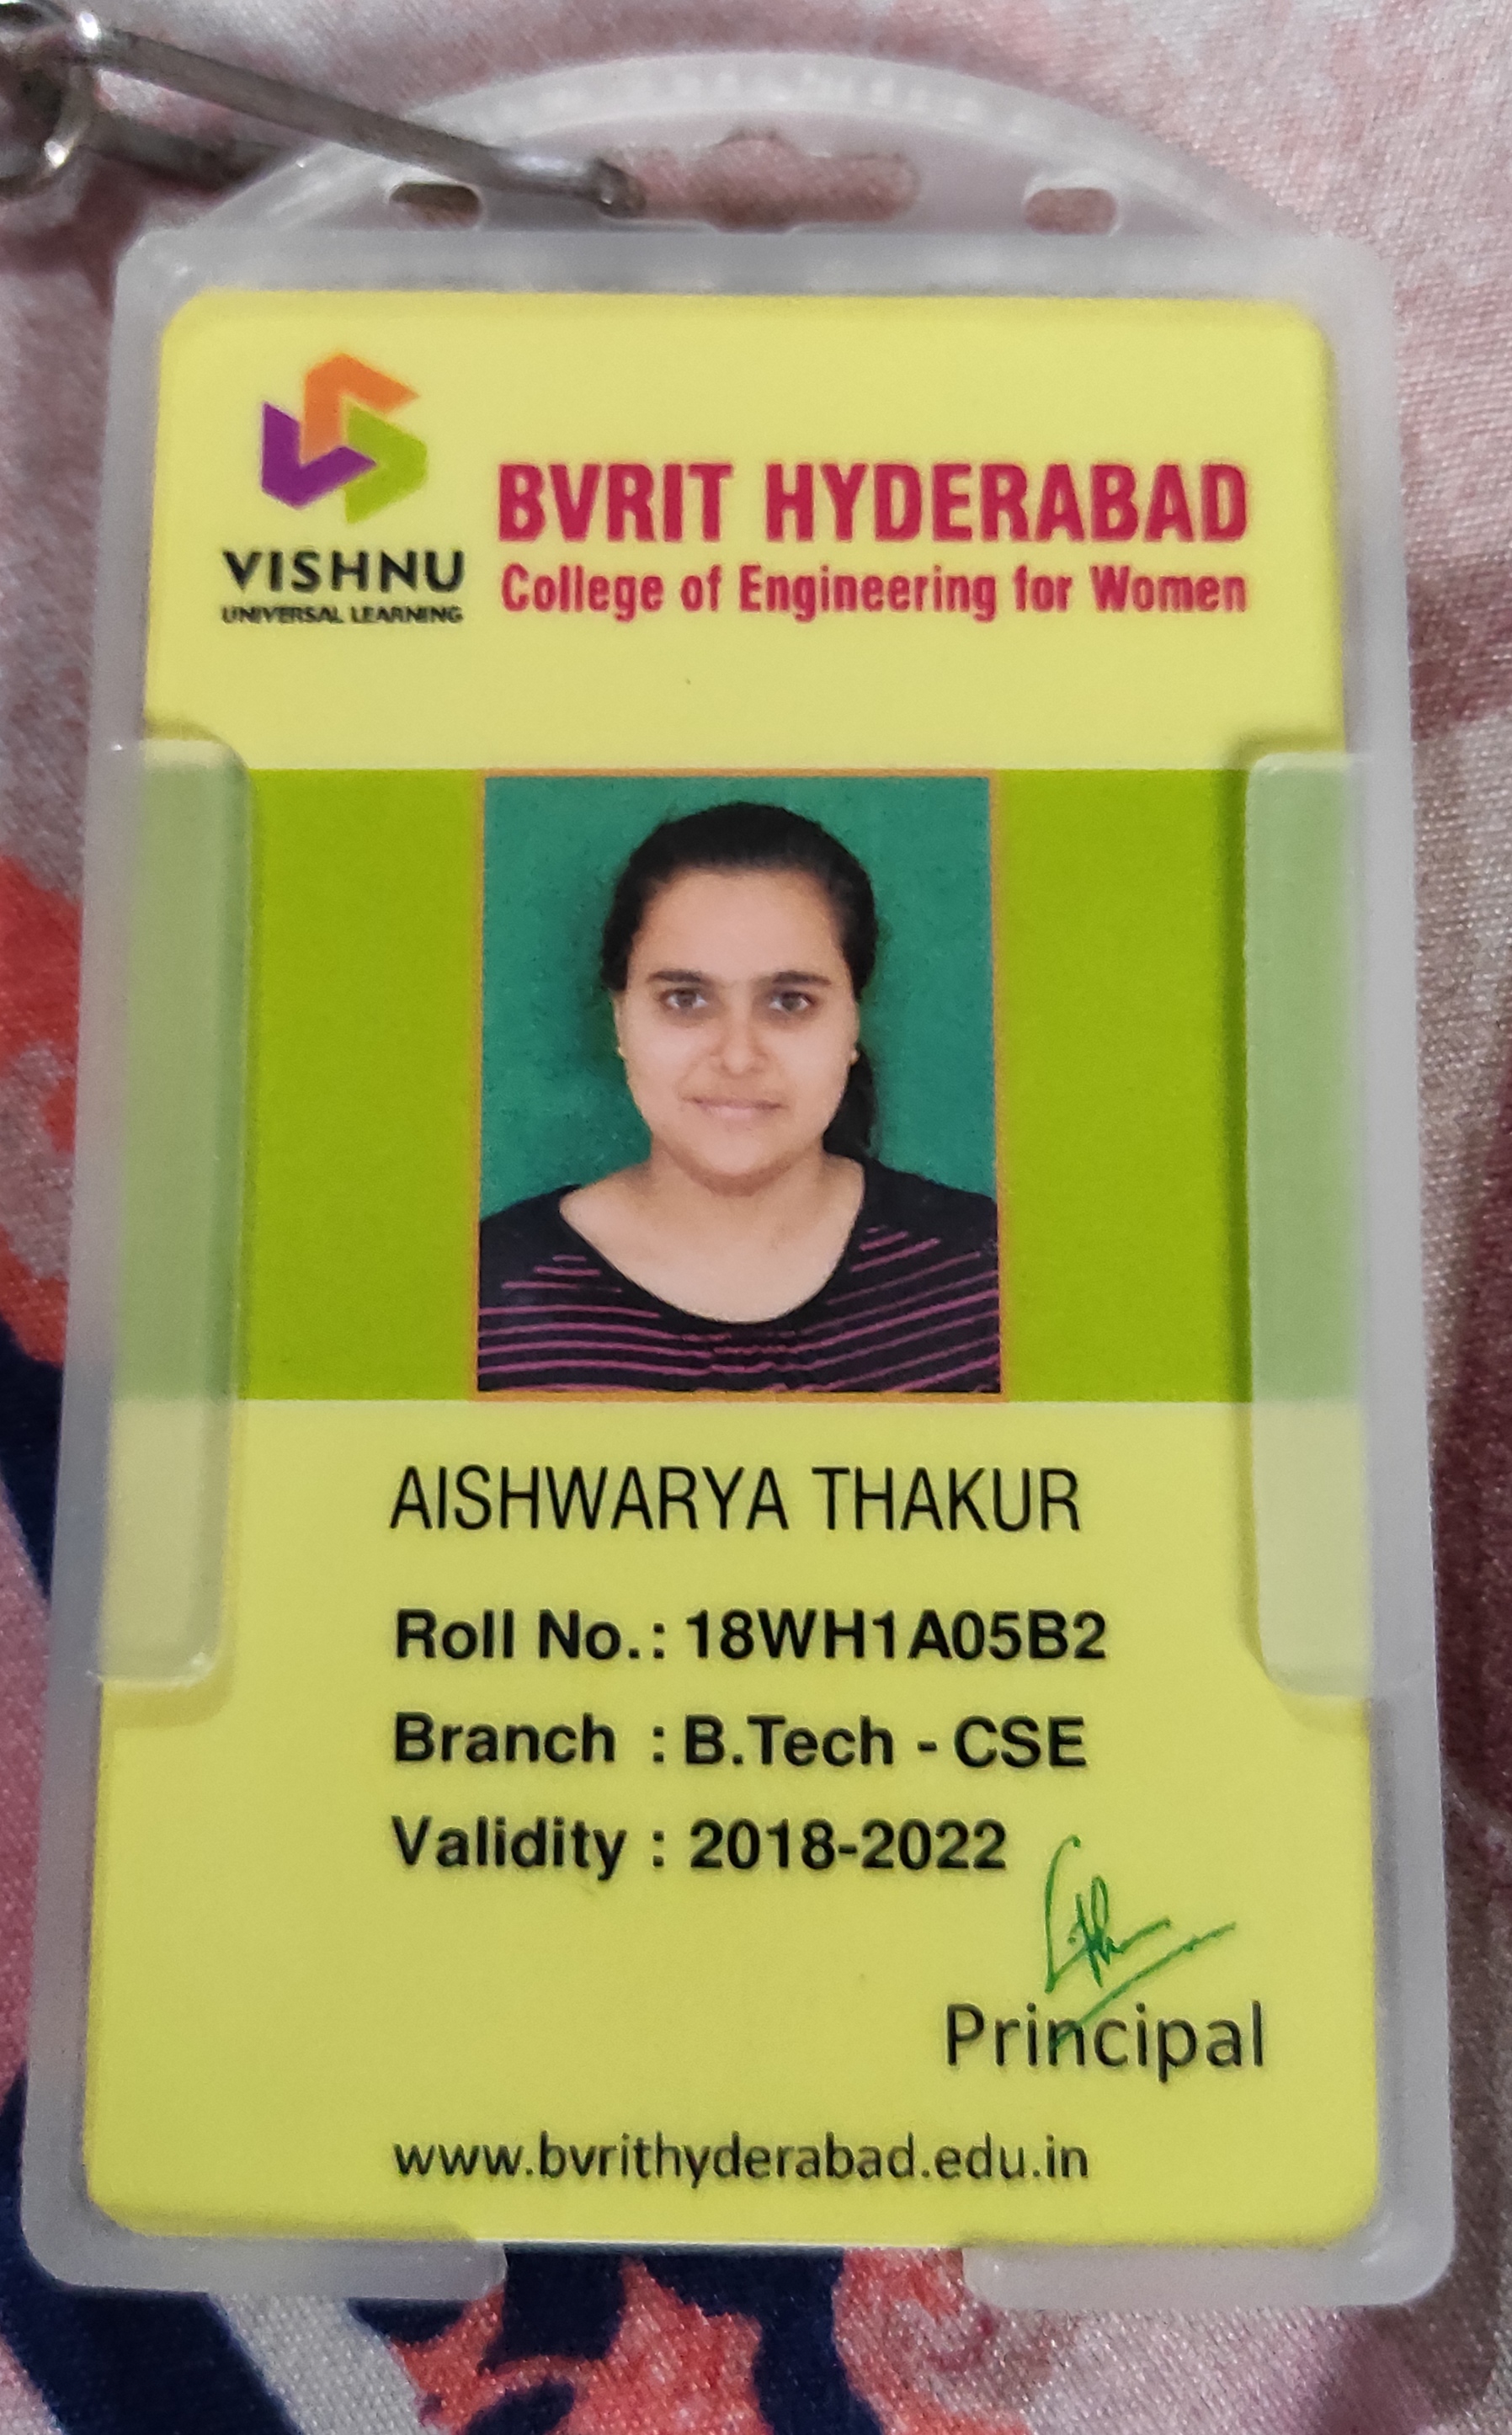 VISHNU
UNIVERSAL LEARNING
BVRIT HYDERABAD
College of Engineering for Women
AISHWARYA THAKUR
Roll No.: 18WH1A05B2
Branch : B.Tech - CSE
Validity : 2018-2022
Principal
www.bvrithyderabad.edu.in